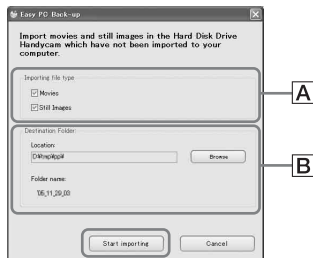 Easy PC Back-up
Import movies and still images in the Hard Disk Drive
Handycam which have not been imported to your
computer.
Importing file type
Movies
Still Images
A
Destination Folder
Location:
Browse
B
Folder name:
'05_11_29_03
Start importing
Cancel